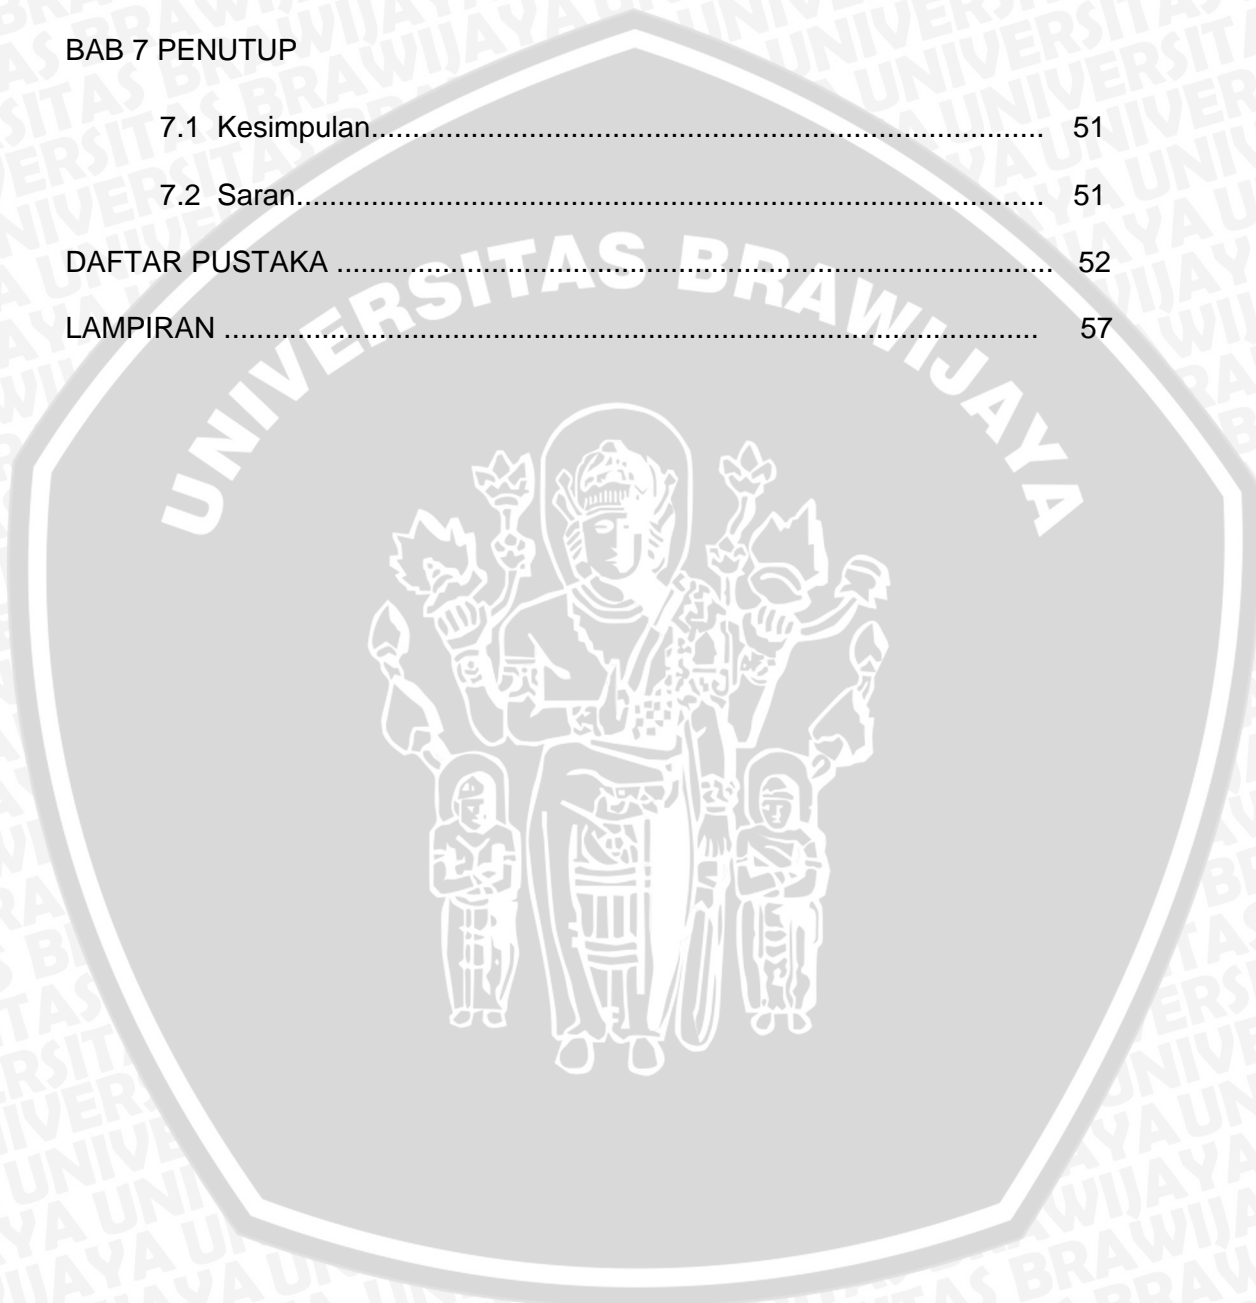 BAB 7 PENUTUP
7.1 Kesimpulan.................................................................................. 51
7.2 Saran........................................................................................... 51
DAFTAR PUSTAKA ....................................................................................... 52
LAMPIRAN .................................................................................................. 57
UNIVERSITAS BRAWIJAYA